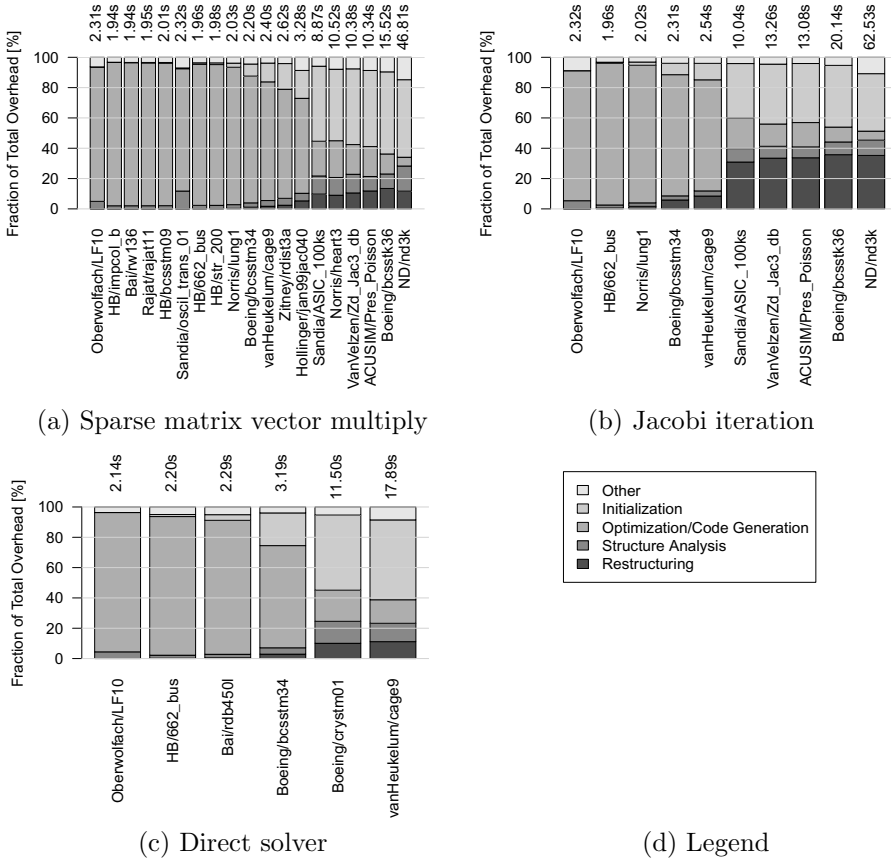 2.31s
1.94s
1.94s
1.95s
2.01s
2.32s
1.96s
1.98s
2.03s
2.20s
2.40s
2.62s
3.28s
8.87s
10.52s
10.38s
10.34s
15.52s
46.81s
Fraction of Total Overhead [%]
100
80
60
40
20
0
Oberwolfach/LF10
HB/impcol_b
Bai/rw136
Rajat/rajat11
HB/bcsstm09
Sandia/oscil_trans_01
HB/662_bus
HB/str_200
Norris/lung1
Boeing/bcsstm34
vanHeukelum/cage9
Zitney/rdist3a
Hollinger/jan99jac040
Sandia/ASIC_100ks
Norris/heart3
VanVelzen/Zd_Jac3_db
ACUSIM/Pres_Poisson
Boeing/bcsstk36
ND/nd3k
(a) Sparse matrix vector multiply
2.32s
1.96s
2.02s
2.31s
2.54s
10.04s
13.26s
13.08s
20.14s
62.53s
Fraction of Total Overhead [%]
100
80
60
40
20
0
Oberwolfach/LF10
HB/662_bus
Norris/lung1
Boeing/bcsstm34
vanHeukelum/cage9
Sandia/ASIC_100ks
VanVelzen/Zd_Jac3_db
ACUSIM/Pres_Poisson
Boeing/bcsstk36
ND/nd3k
(b) Jacobi iteration
2.14s
2.20s
2.29s
3.19s
11.50s
17.89s
Fraction of Total Overhead [%]
100
80
60
40
20
0
Oberwolfach/LF10
HB/662_bus
Bai/rdb450l
Boeing/bcsstm34
Boeing/crystm01
vanHeukelum/cage9
(c) Direct solver
Other
Initialization
Optimization/Code Generation
Structure Analysis
Restructuring
(d) Legend